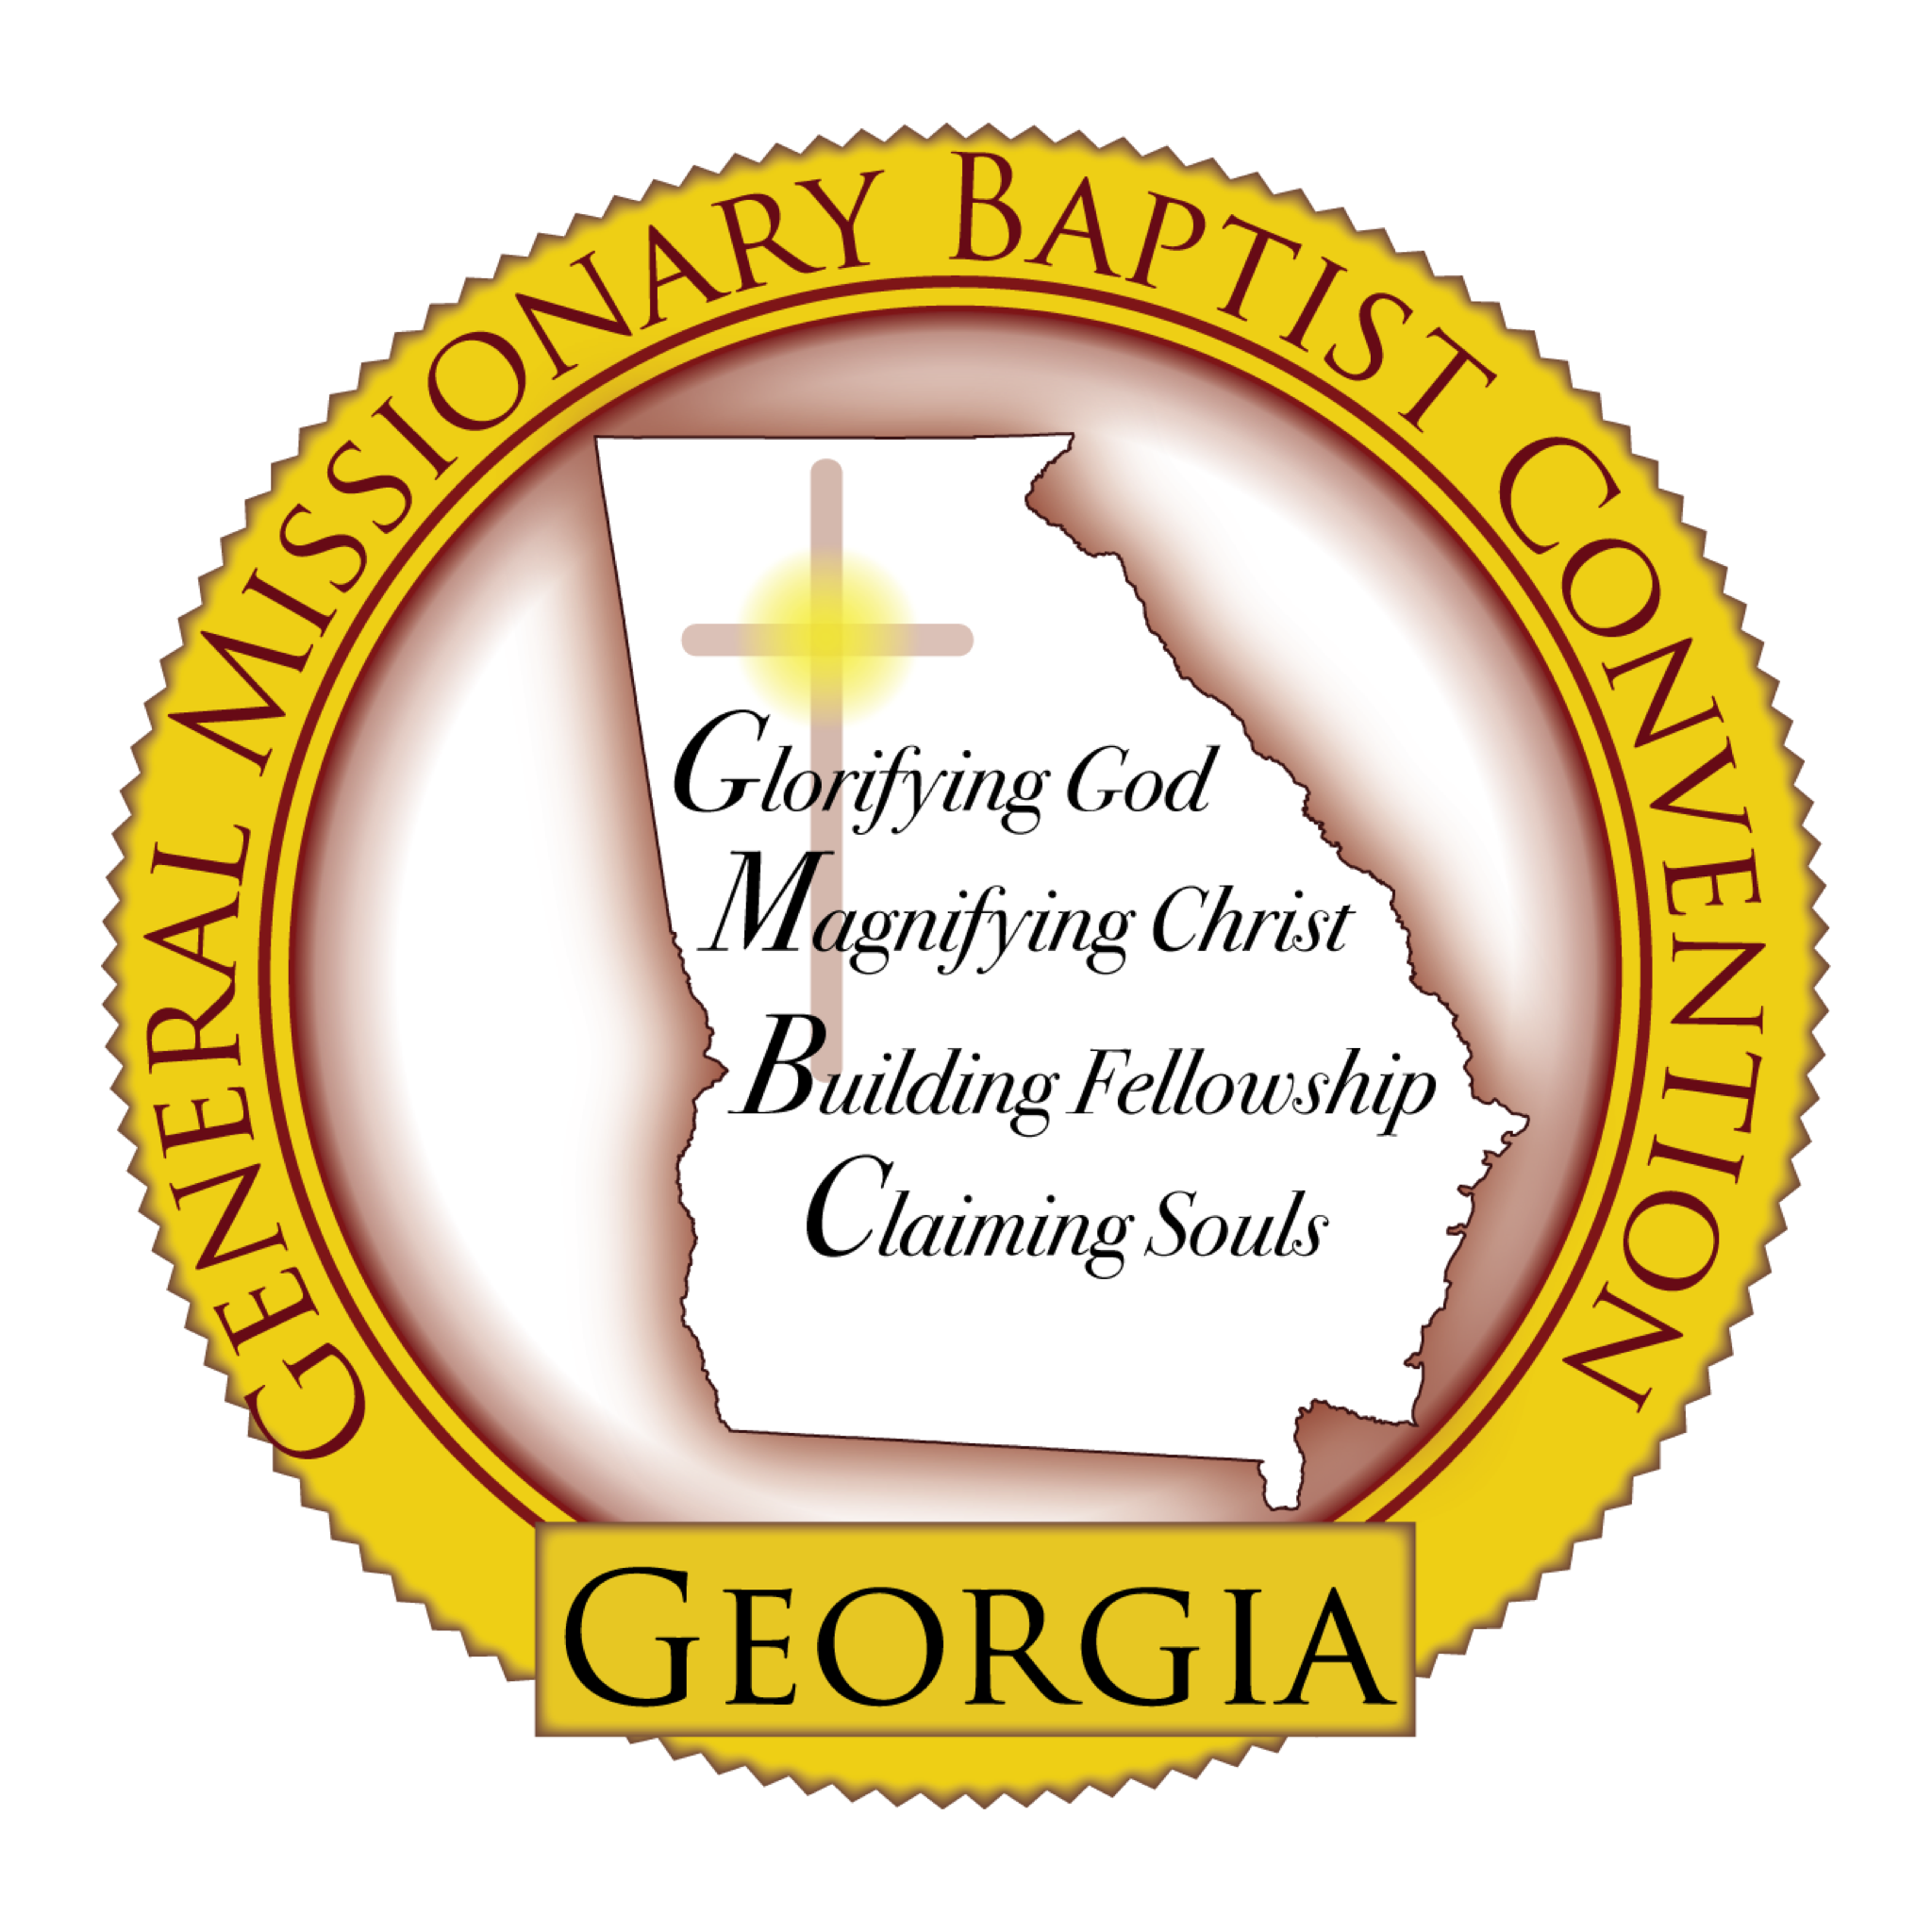 GENERAL MISSIONARY BAPTIST CONVENTION
Glorifying God
Magnifying Christ
Building Fellowship
Claiming Souls
GEORGIA